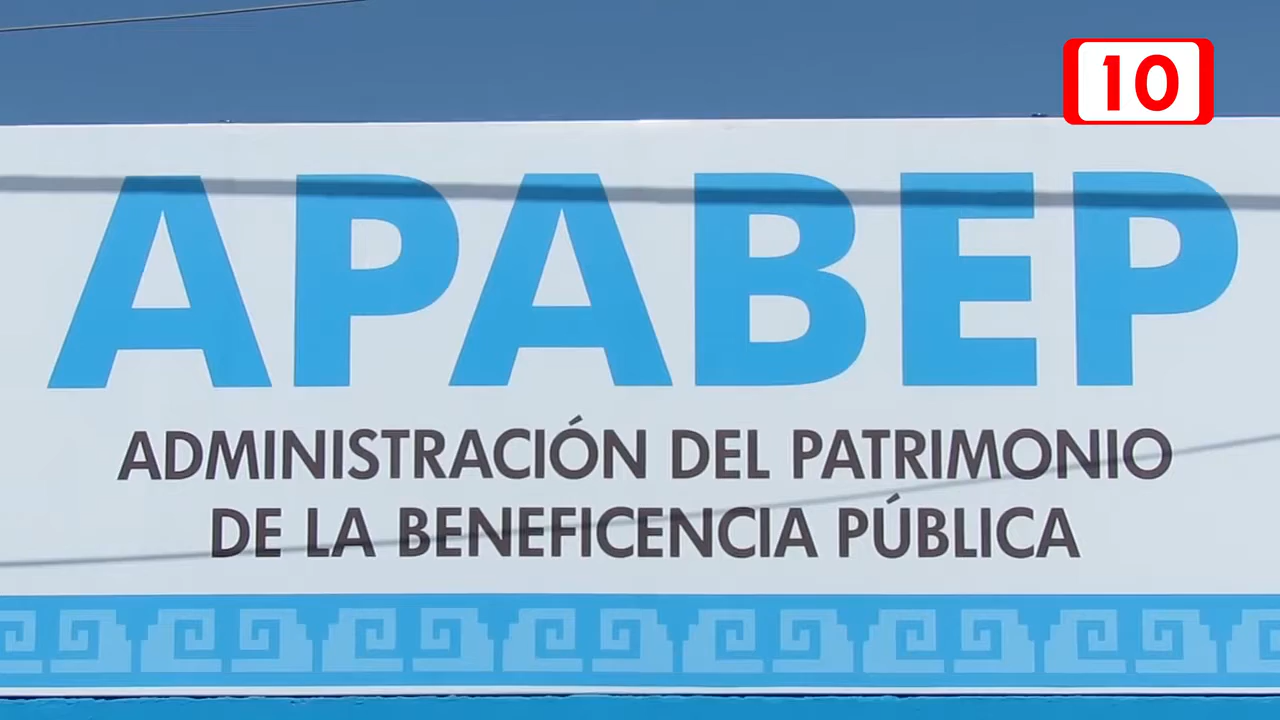 10
APABEP
ADMINISTRACIÓN DEL PATRIMONIO
DE LA BENEFICENCIA PÚBLICA